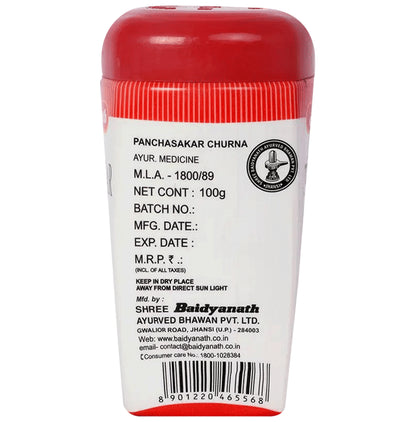 PANCHASAKAR CHURNA
AYUR. MEDICINE
M.L.A. - 1800/89
NET CONT : 100g
BATCH NO.:
MFG. DATE.:
EXP. DATE :
M.R.P. ₹ .:
(INCL. OF ALL TAXES)
KEEP IN DRY PLACE
AWAY FROM DIRECT SUN LIGHT
Mfd. by :
SHREE Baidyanath
AYURVED BHAWAN PVT. LTD.
GWALIOR ROAD, JHANSI (U.P.) - 284003
Web- www.baidyanath.co.in
email- contact@baidyanath.co.in
Consumer care No.: 1800-1028384
8 901220 465568